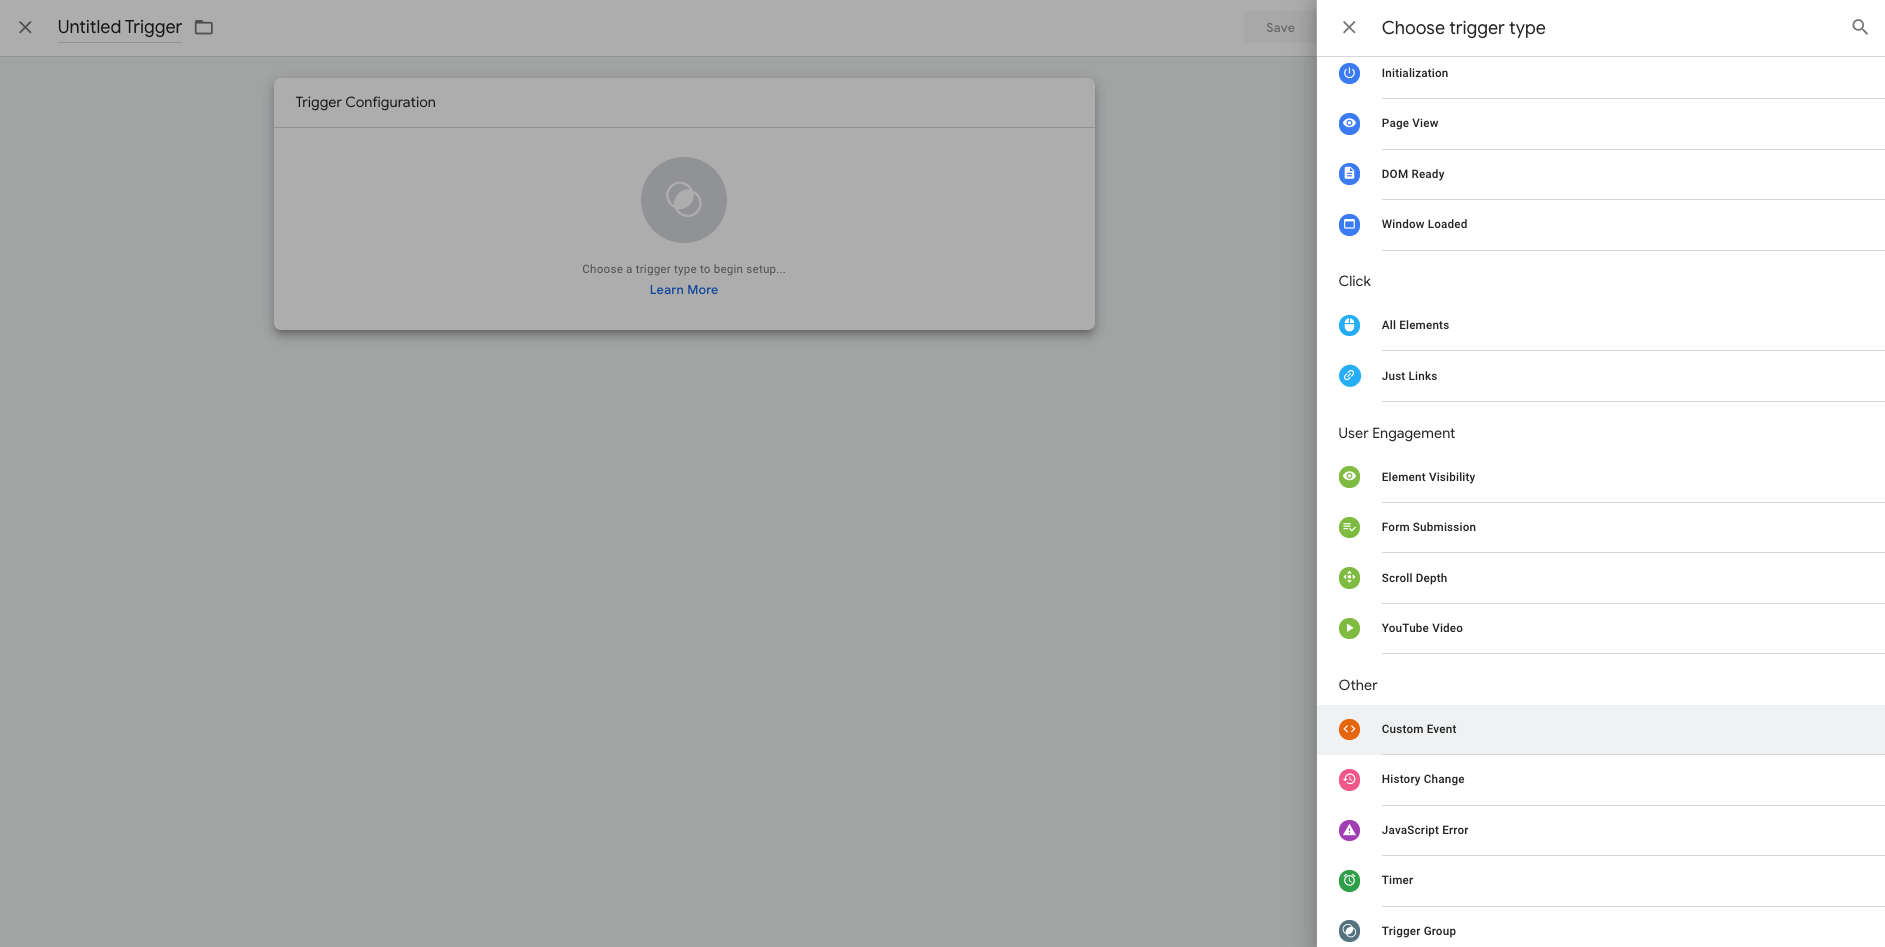 Untitled Trigger
Save
Trigger Configuration
Choose a trigger type to begin setup...
Learn More
Choose trigger type
Initialization
Page View
DOM Ready
Window Loaded
Click
All Elements
Just Links
User Engagement
Element Visibility
Form Submission
Scroll Depth
YouTube Video
Other
Custom Event
History Change
JavaScript Error
Timer
Trigger Group